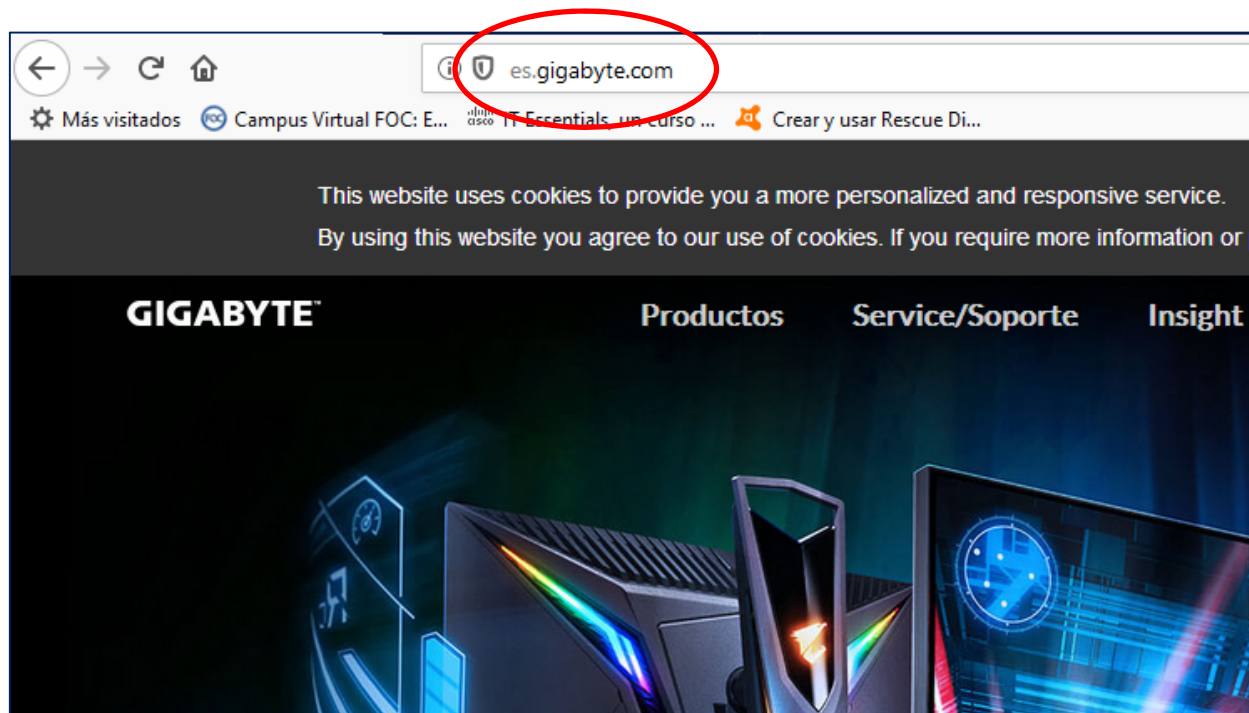 es.gigabyte.com
Más visitados Campus Virtual FOC: E... IT Essentials, un curso ... Crear y usar Rescue Di...
This website uses cookies to provide you a more personalized and responsive service.
By using this website you agree to our use of cookies. If you require more information or
GIGABYTE™ Productos Service/Soporte Insight